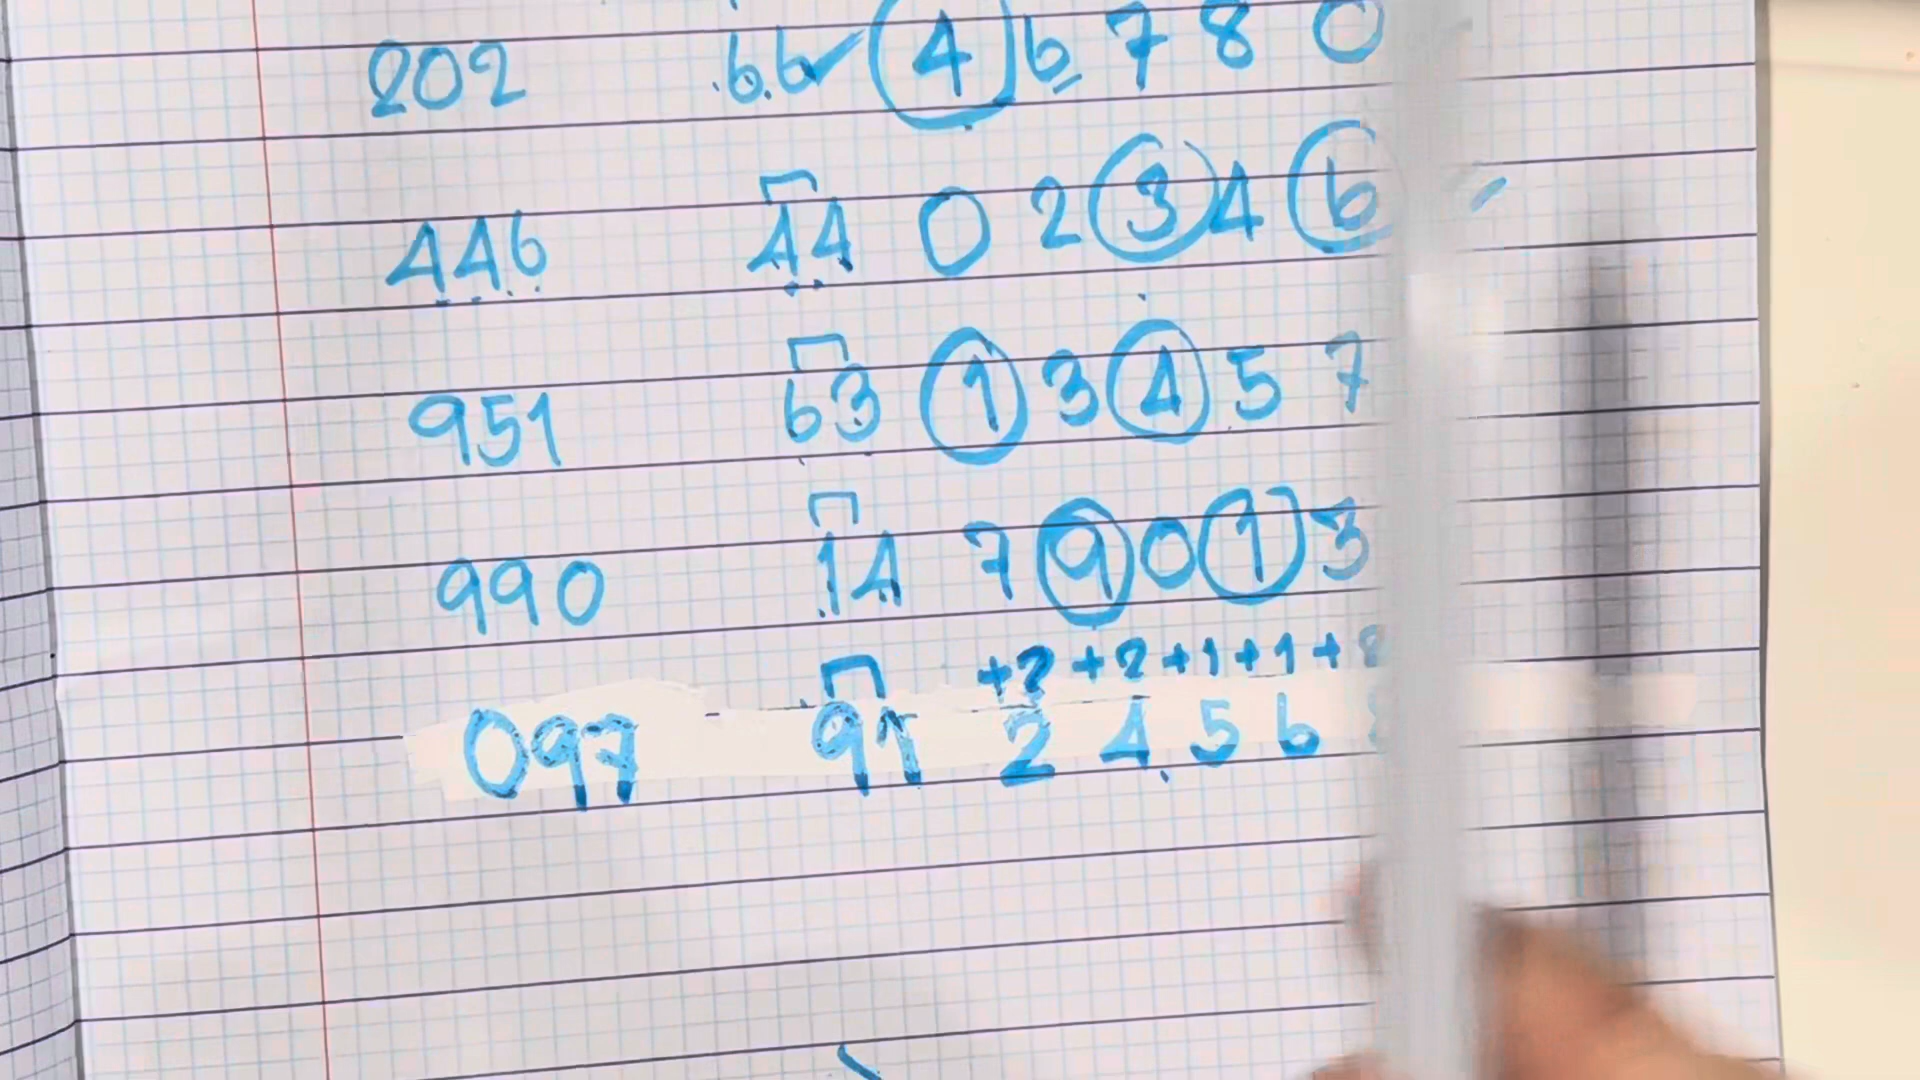 202 66 4 6 7 8 0
446 44 0 2 3 4 6
951 63 1 3 4 5 7
990 14 7 9 0 1 3
+2 +2 +1 +1 +
097 91 2 4 5 6